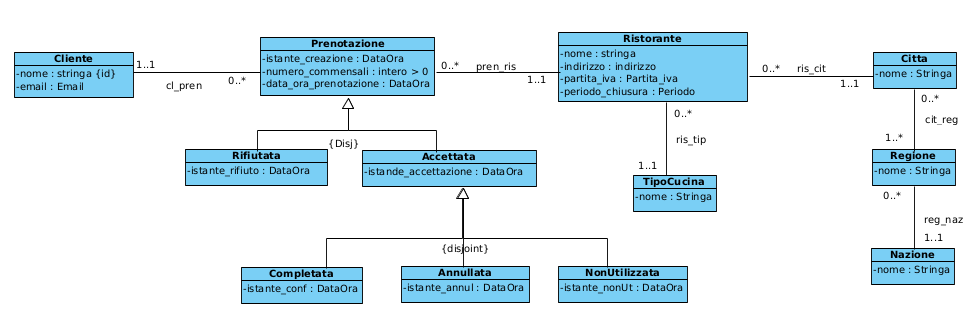 Cliente
-nome : stringa {id}
-email : Email
1..1
0..*
cl_pren
Prenotazione
-istante_creazione : DataOra
-numero_commensali : intero > 0
-data_ora_prenotazione : DataOra
0..*
pren_ris
1..1
Ristorante
-nome : stringa
-indirizzo : indirizzo
-partita_iva : Partita_iva
-periodo_chiusura : Periodo
0..*
ris_cit
1..1
Citta
-nome : Stringa
0..*
cit_reg
1..*
Regione
-nome : Stringa
0..*
reg_naz
1..1
Nazione
-nome : Stringa
0..*
ris_tip
1..1
TipoCucina
-nome : Stringa
{Disj}
Rifiutata
-istante_rifiuto : DataOra
Accettata
-istande_accettazione : DataOra
{disjoint}
Completata
-istante_conf : DataOra
Annullata
-istante_annul : DataOra
NonUtilizzata
-istante_nonUt : DataOra